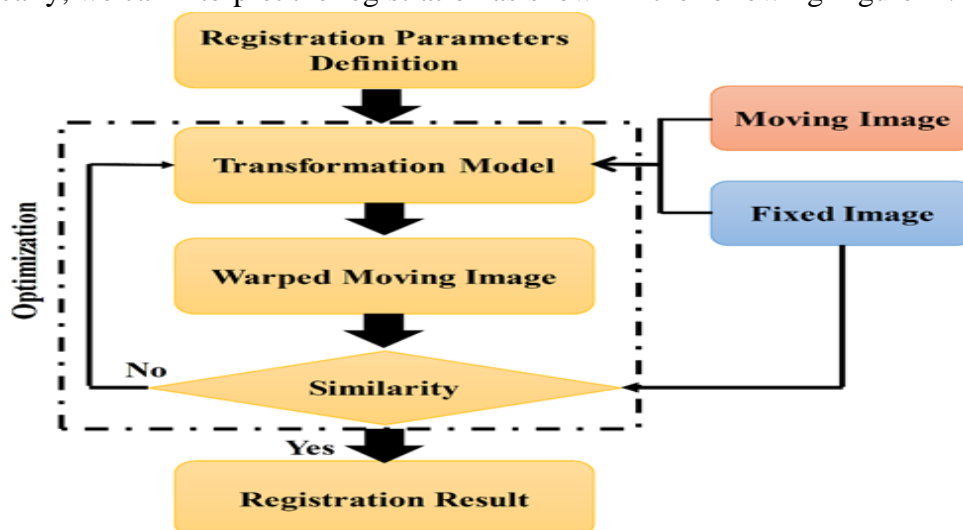 Registration Parameters
Definition
Moving Image
Transformation Model
Fixed Image
Warped Moving Image
Optimization
No
Similarity
Yes
Registration Result